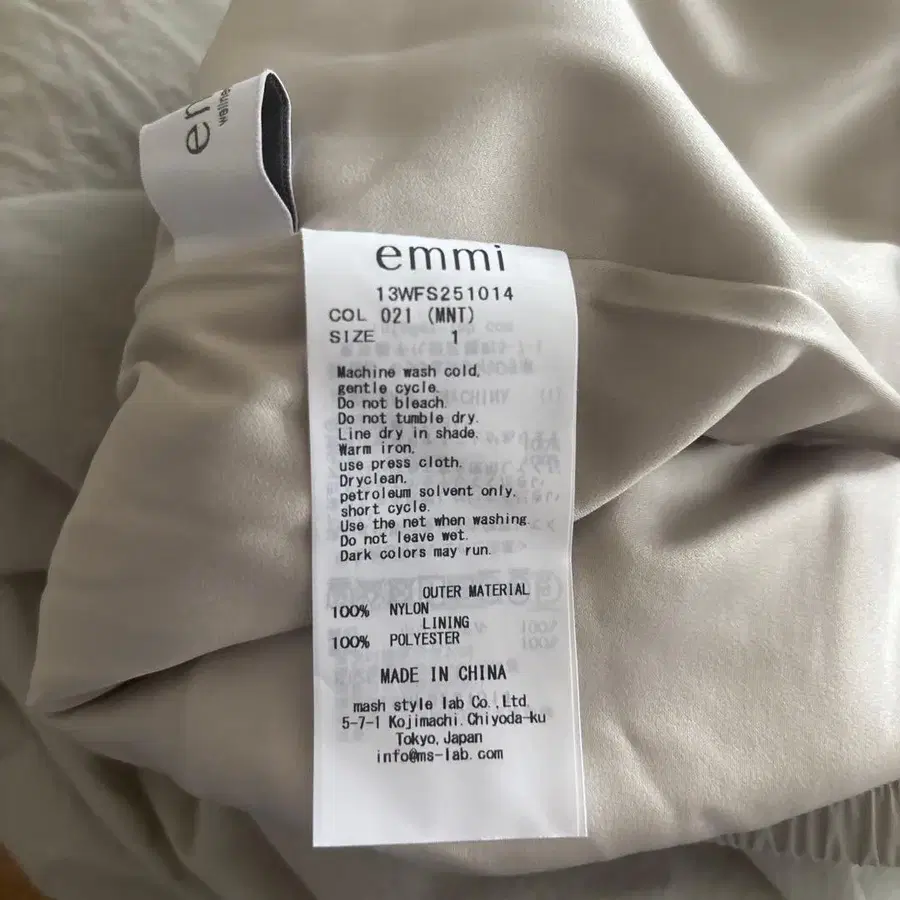 emmi
13WFS251014
COL 021 (MNT)
SIZE 1
Machine wash cold,
gentle cycle.
Do not bleach.
Do not tumble dry.
Line dry in shade.
Warm iron,
use press cloth.
Dryclean,
petroleum solvent only,
short cycle.
Use the net when washing.
Do not leave wet.
Dark colors may run.
OUTER MATERIAL
100% NYLON
LINING
100% POLYESTER
MADE IN CHINA
mash style lab Co.,Ltd.
5-7-1 Kojimachi.Chiyoda-ku
Tokyo,Japan
info@ms-lab.com